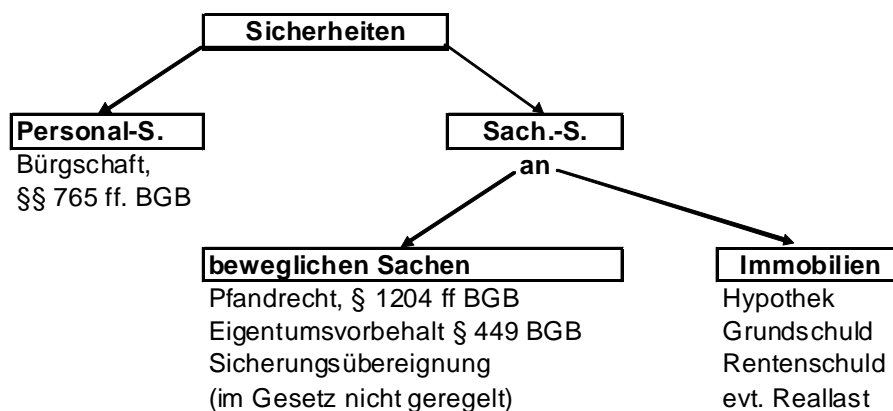 Sicherheiten
Personal-S.
Bürgschaft,
§§ 765 ff. BGB
Sach.-S.
an
beweglichen Sachen
Pfandrecht, § 1204 ff BGB
Eigentumsvorbehalt § 449 BGB
Sicherungsübereignung
(im Gesetz nicht geregelt)
Immobilien
Hypothek
Grundschuld
Rentenschuld
evt. Reallast